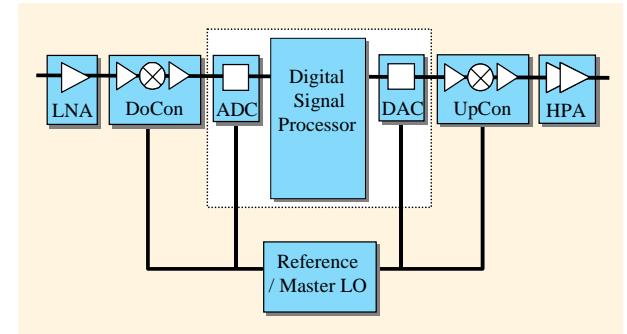 LNA
DoCon
ADC
Digital
Signal
Processor
DAC
UpCon
HPA
Reference
/ Master LO